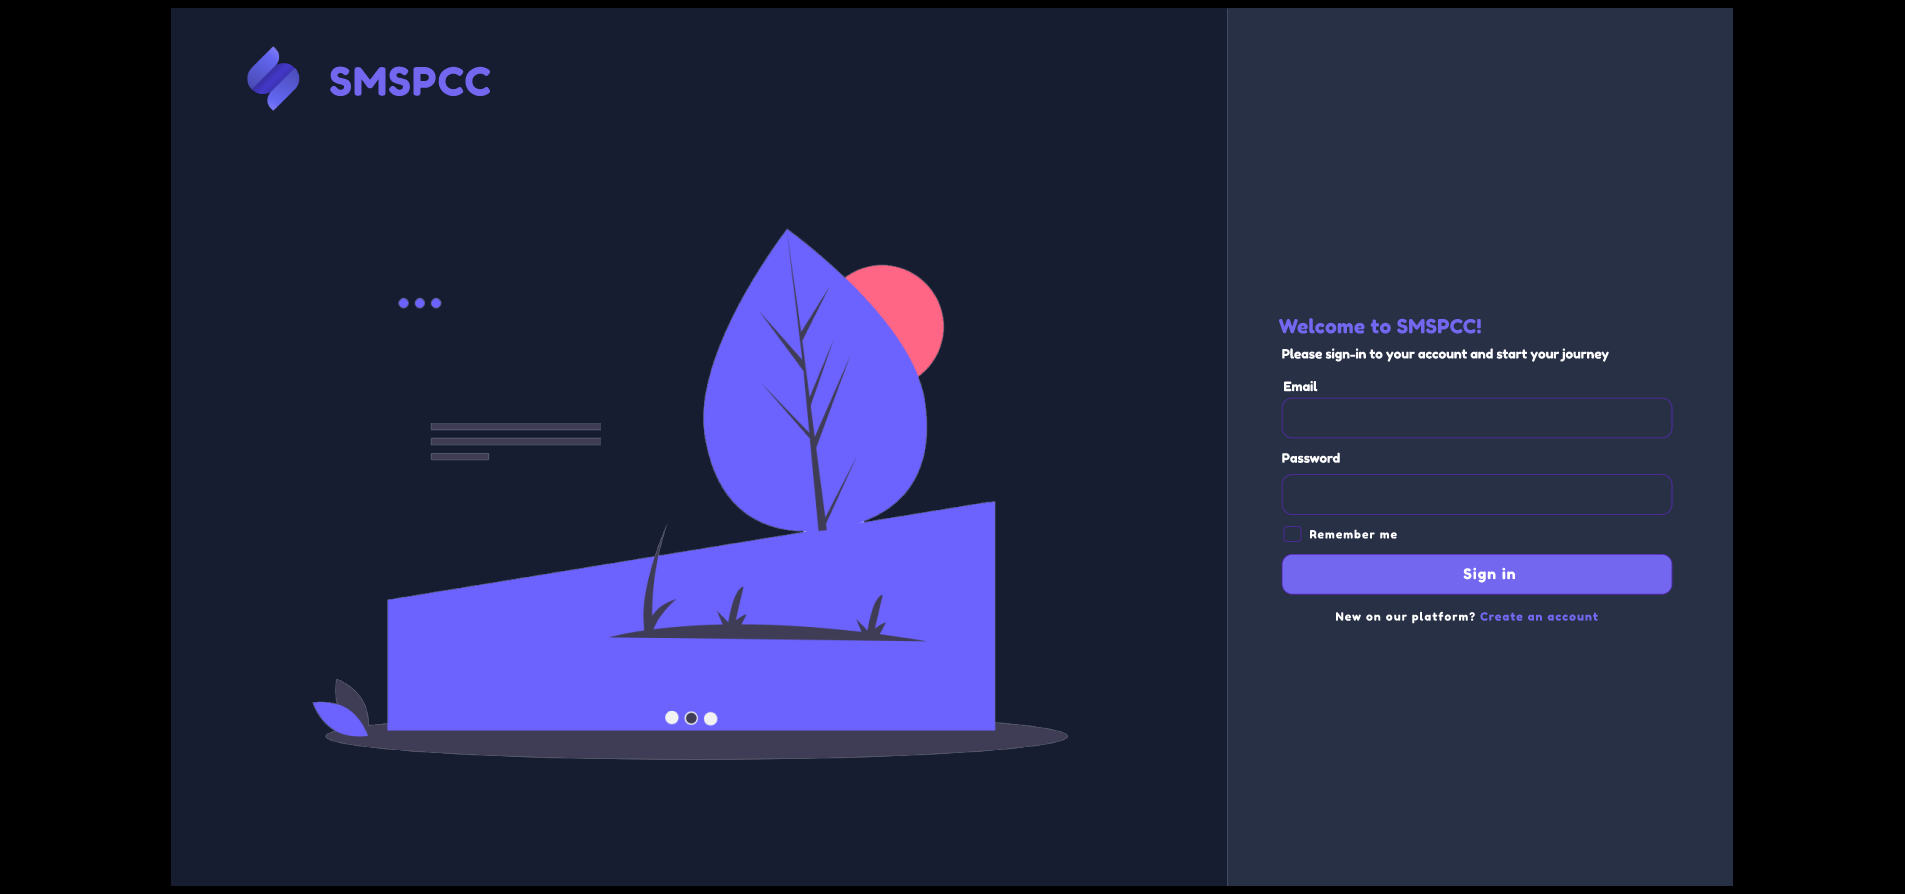 SMSPCC
Welcome to SMSPCC!
Please sign-in to your account and start your journey
Email
Password
Remember me
Sign in
New on our platform? Create an account